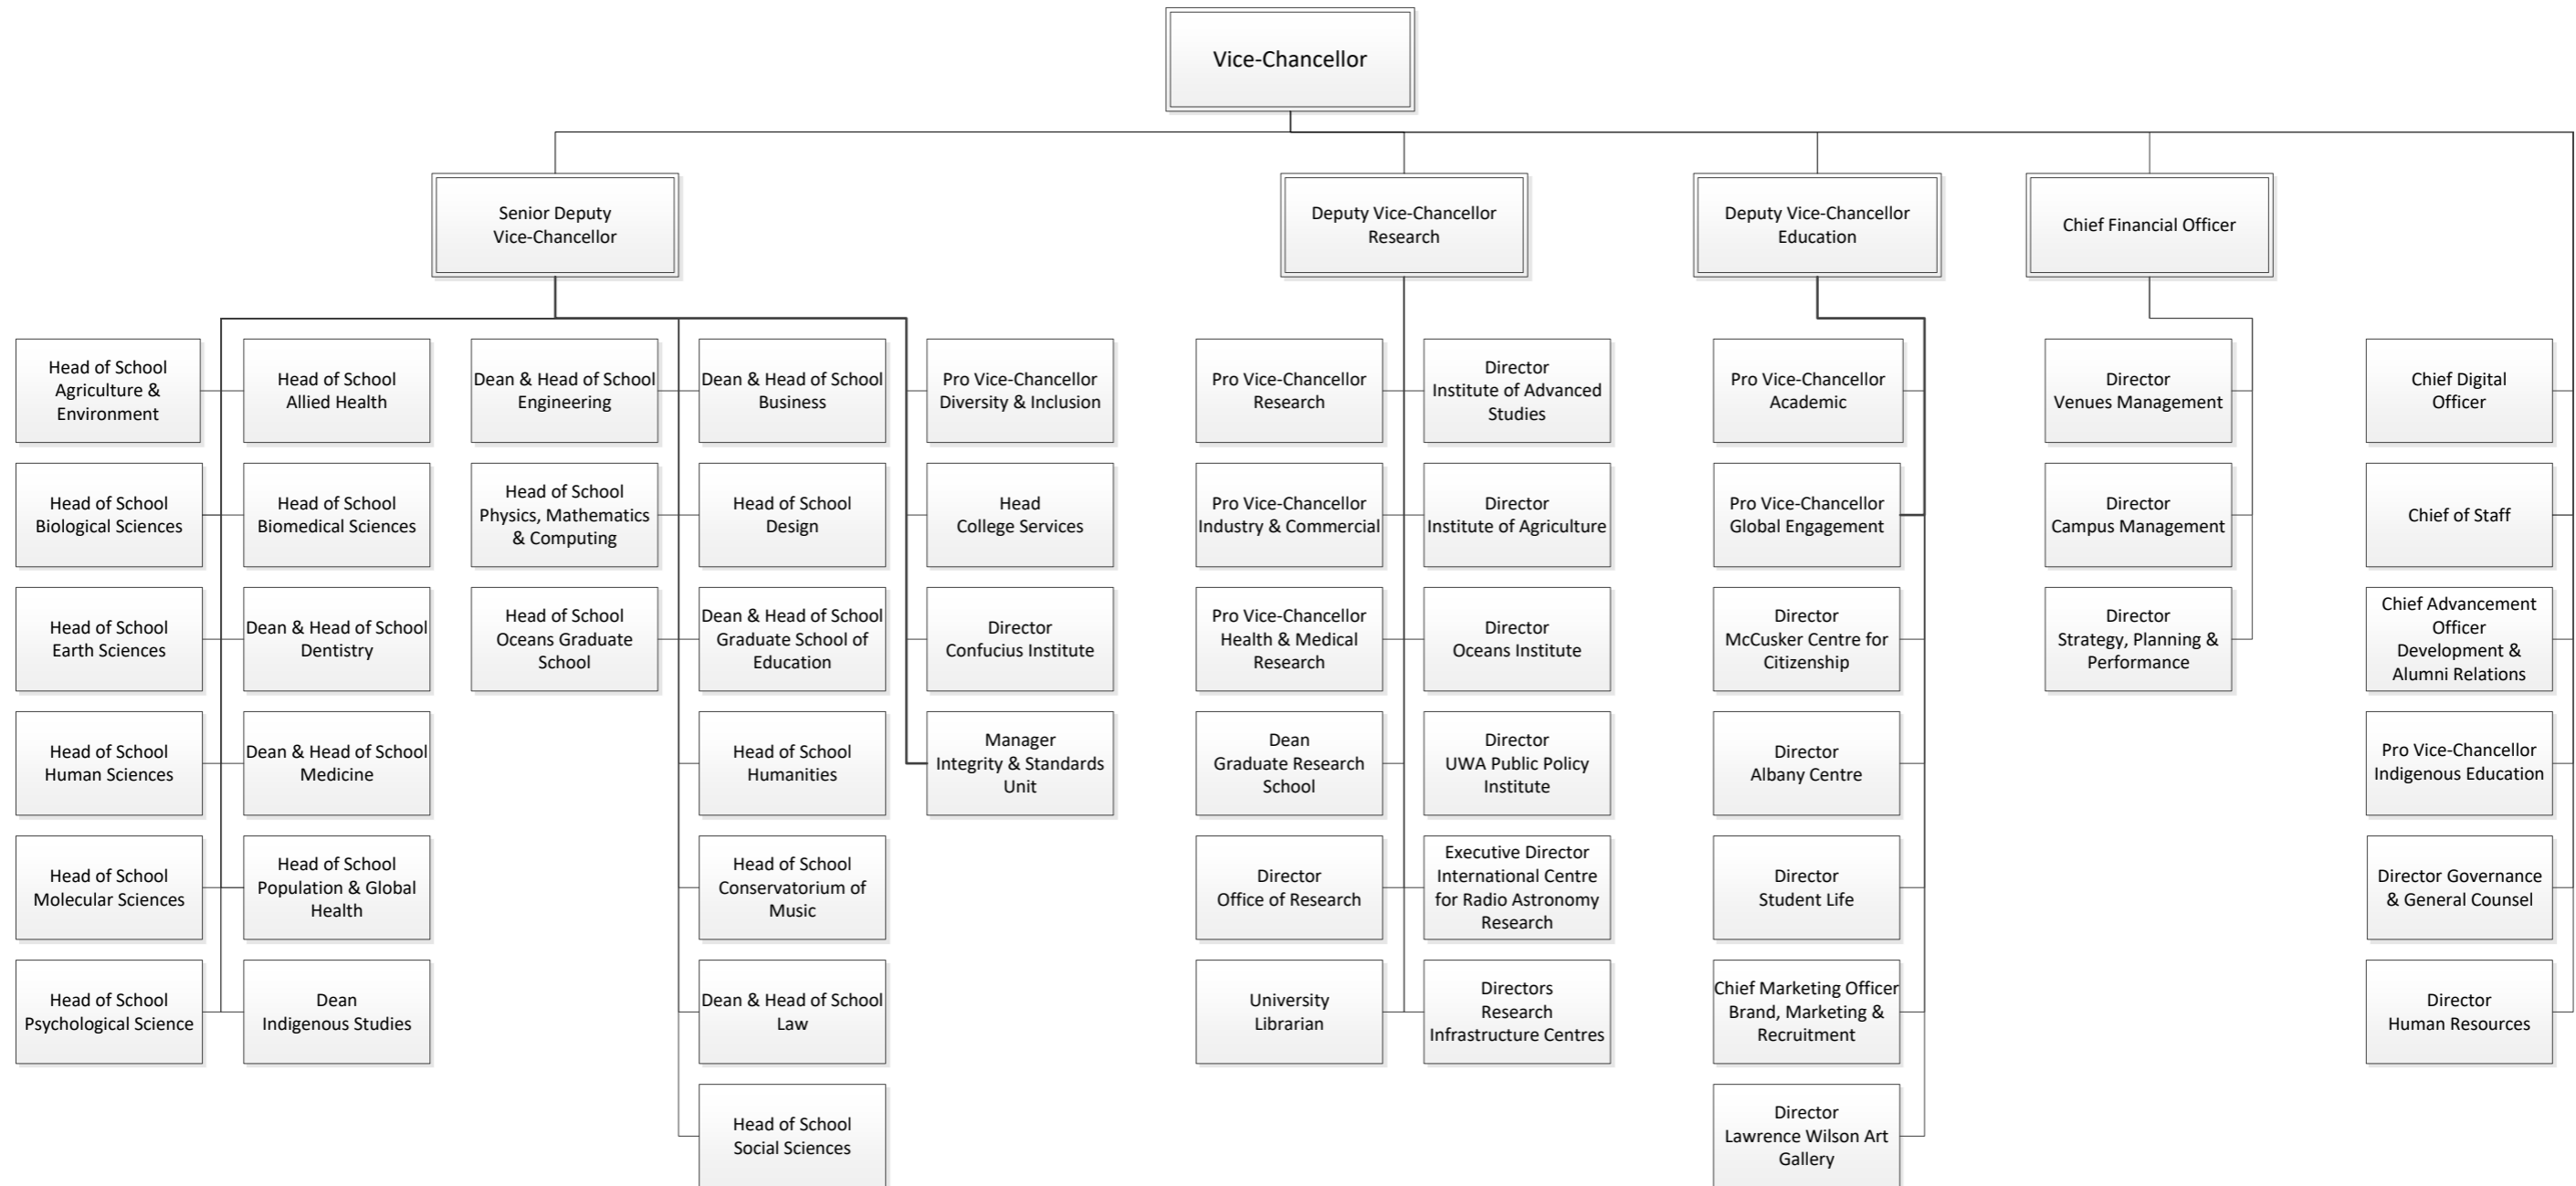 Vice-Chancellor
Senior Deputy
Vice-Chancellor
Deputy Vice-Chancellor
Research
Deputy Vice-Chancellor
Education
Chief Financial Officer
Head of School
Agriculture &
Environment
Head of School
Allied Health
Dean & Head of School
Engineering
Dean & Head of School
Business
Pro Vice-Chancellor
Diversity & Inclusion
Pro Vice-Chancellor
Research
Director
Institute of Advanced
Studies
Pro Vice-Chancellor
Academic
Director
Venues Management
Chief Digital
Officer
Head of School
Biological Sciences
Head of School
Biomedical Sciences
Head of School
Physics, Mathematics
& Computing
Head of School
Design
Head
College Services
Pro Vice-Chancellor
Industry & Commercial
Director
Institute of Agriculture
Pro Vice-Chancellor
Global Engagement
Director
Campus Management
Chief of Staff
Head of School
Earth Sciences
Dean & Head of School
Dentistry
Head of School
Oceans Graduate
School
Dean & Head of School
Graduate School of
Education
Director
Confucius Institute
Pro Vice-Chancellor
Health & Medical
Research
Director
Oceans Institute
Director
McCusker Centre for
Citizenship
Director
Strategy, Planning &
Performance
Chief Advancement
Officer
Development &
Alumni Relations
Head of School
Human Sciences
Dean & Head of School
Medicine
Head of School
Humanities
Manager
Integrity & Standards
Unit
Dean
Graduate Research
School
Director
UWA Public Policy
Institute
Director
Albany Centre
Pro Vice-Chancellor
Indigenous Education
Head of School
Molecular Sciences
Head of School
Population & Global
Health
Head of School
Conservatorium of
Music
Director
Office of Research
Executive Director
International Centre
for Radio Astronomy
Research
Director
Student Life
Director Governance
& General Counsel
Head of School
Psychological Science
Dean
Indigenous Studies
Dean & Head of School
Law
University
Librarian
Directors
Research
Infrastructure Centres
Chief Marketing Officer
Brand, Marketing &
Recruitment
Director
Human Resources
Head of School
Social Sciences
Director
Lawrence Wilson Art
Gallery